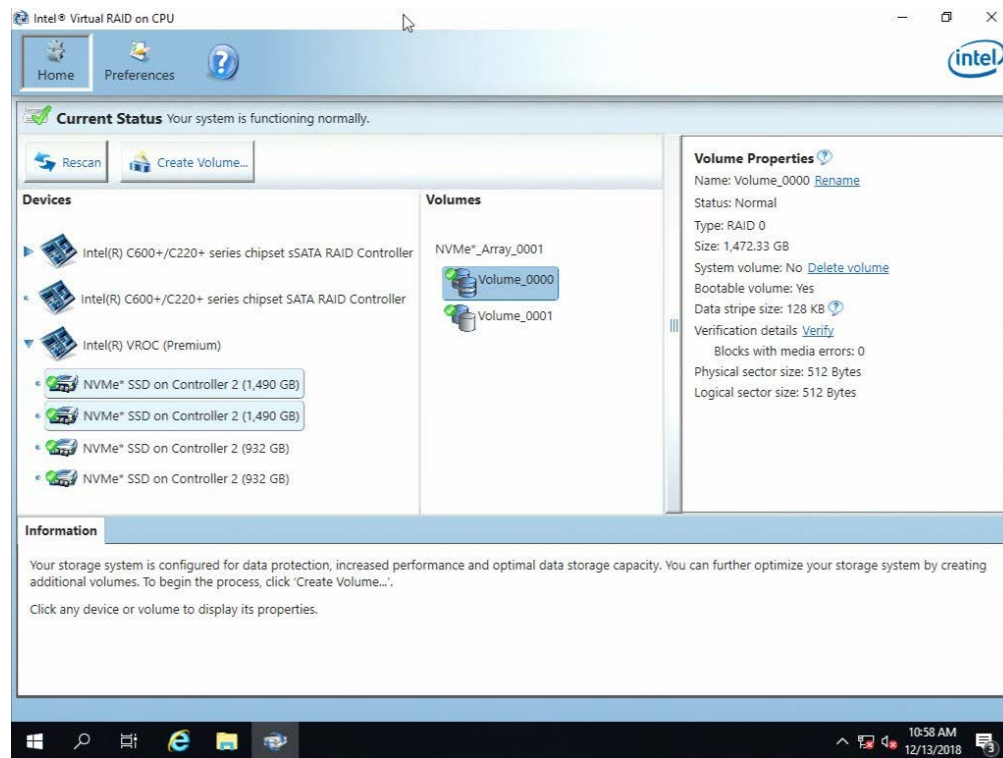 Intel® Virtual RAID on CPU
Home
Preferences
?
intel
Current Status Your system is functioning normally.
Rescan
Create Volume...
Devices
Intel(R) C600+/C220+ series chipset sSATA RAID Controller
Intel(R) C600+/C220+ series chipset SATA RAID Controller
Intel(R) VROC (Premium)
NVMe* SSD on Controller 2 (1,490 GB)
NVMe* SSD on Controller 2 (1,490 GB)
NVMe* SSD on Controller 2 (932 GB)
NVMe* SSD on Controller 2 (932 GB)
Volumes
NVMe*_Array_0001
Volume_0000
Volume_0001
Volume Properties ?
Name: Volume_0000 Rename
Status: Normal
Type: RAID 0
Size: 1,472.33 GB
System volume: No Delete volume
Bootable volume: Yes
Data stripe size: 128 KB ?
Verification details Verify
Blocks with media errors: 0
Physical sector size: 512 Bytes
Logical sector size: 512 Bytes
Information
Your storage system is configured for data protection, increased performance and optimal data storage capacity. You can further optimize your storage system by creating
additional volumes. To begin the process, click 'Create Volume...'.
Click any device or volume to display its properties.
10:58 AM
12/13/2018
3